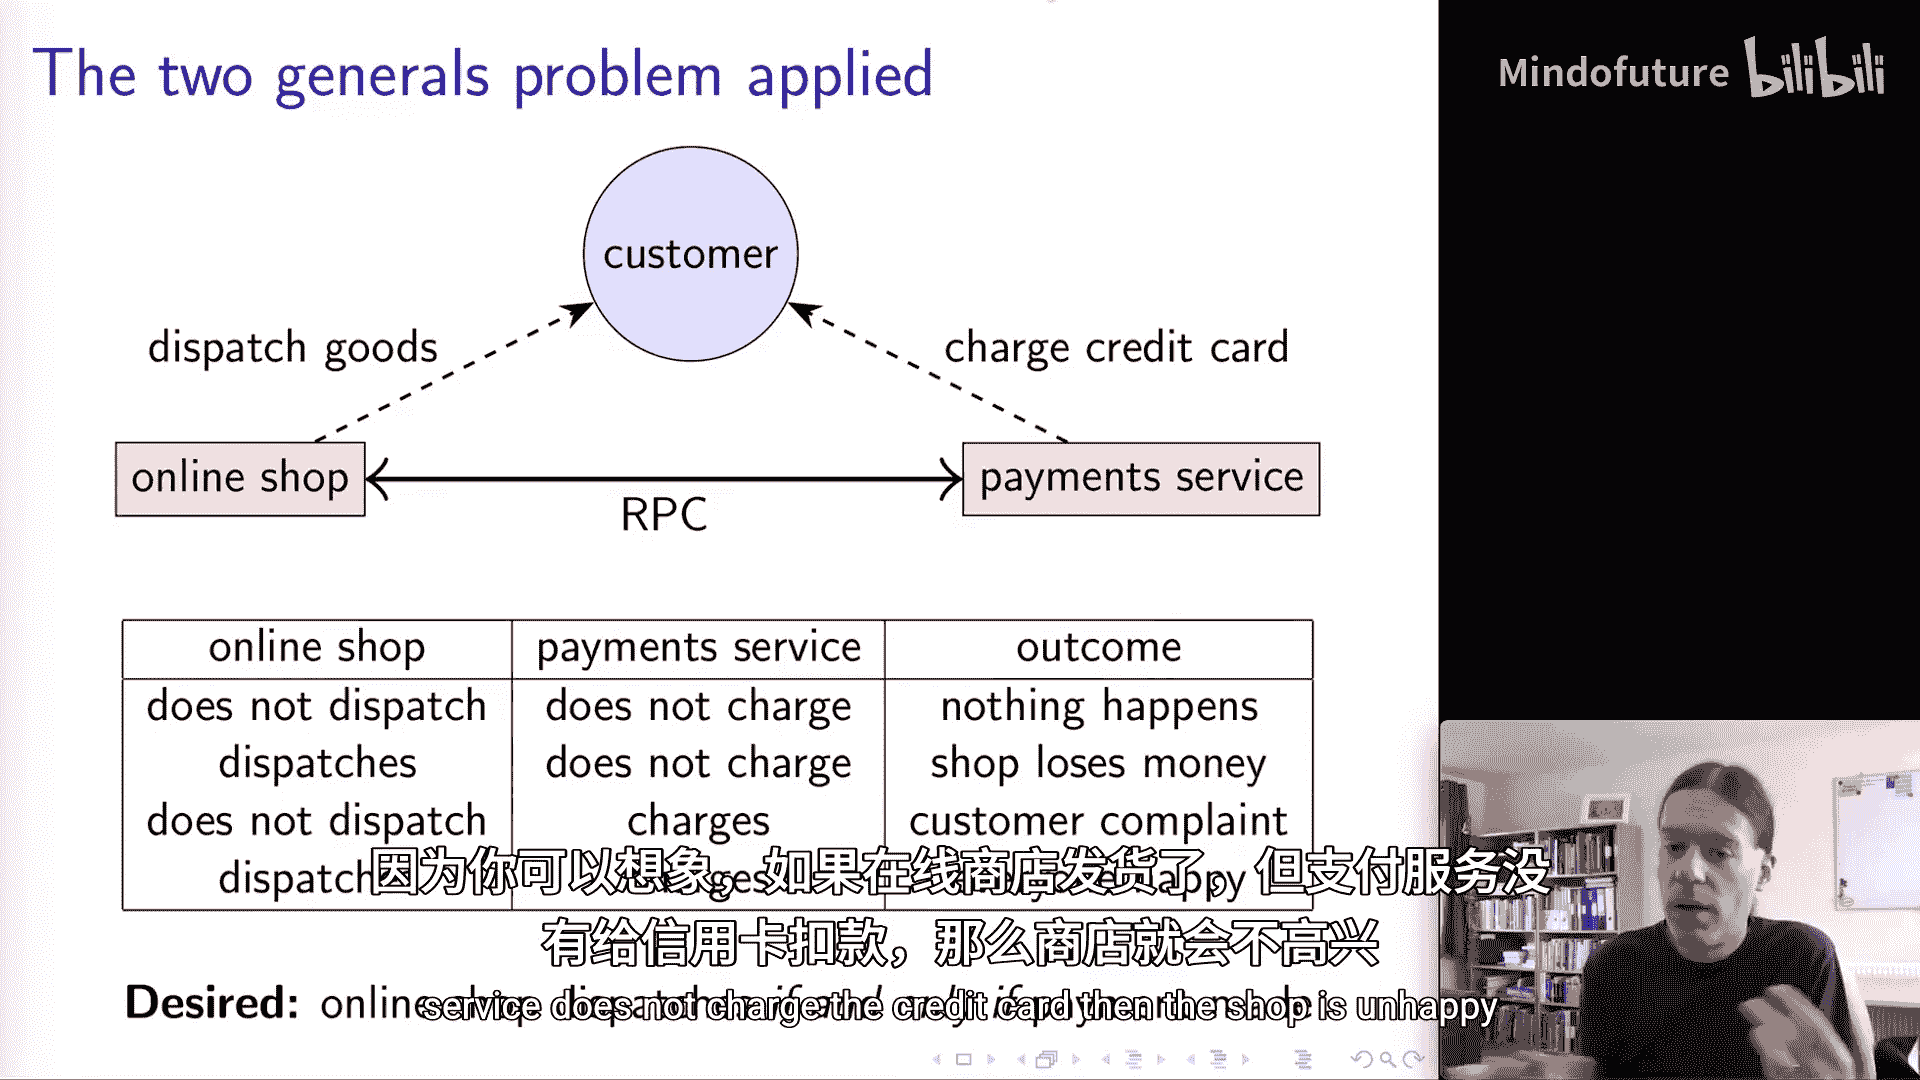 The two generals problem applied
Mindofuture bilibili
customer
dispatch goods
charge credit card
online shop
payments service
RPC
online shop payments service outcome
does not dispatch does not charge nothing happens
dispatches does not charge shop loses money
does not dispatch charges customer complaint
dispatch
因为你可以想象，如果在线商店发货了，但支付服务没
有给信用卡扣款，那么商店就会不高兴
Desired: online
service does not charge the credit card then the shop is unhappy